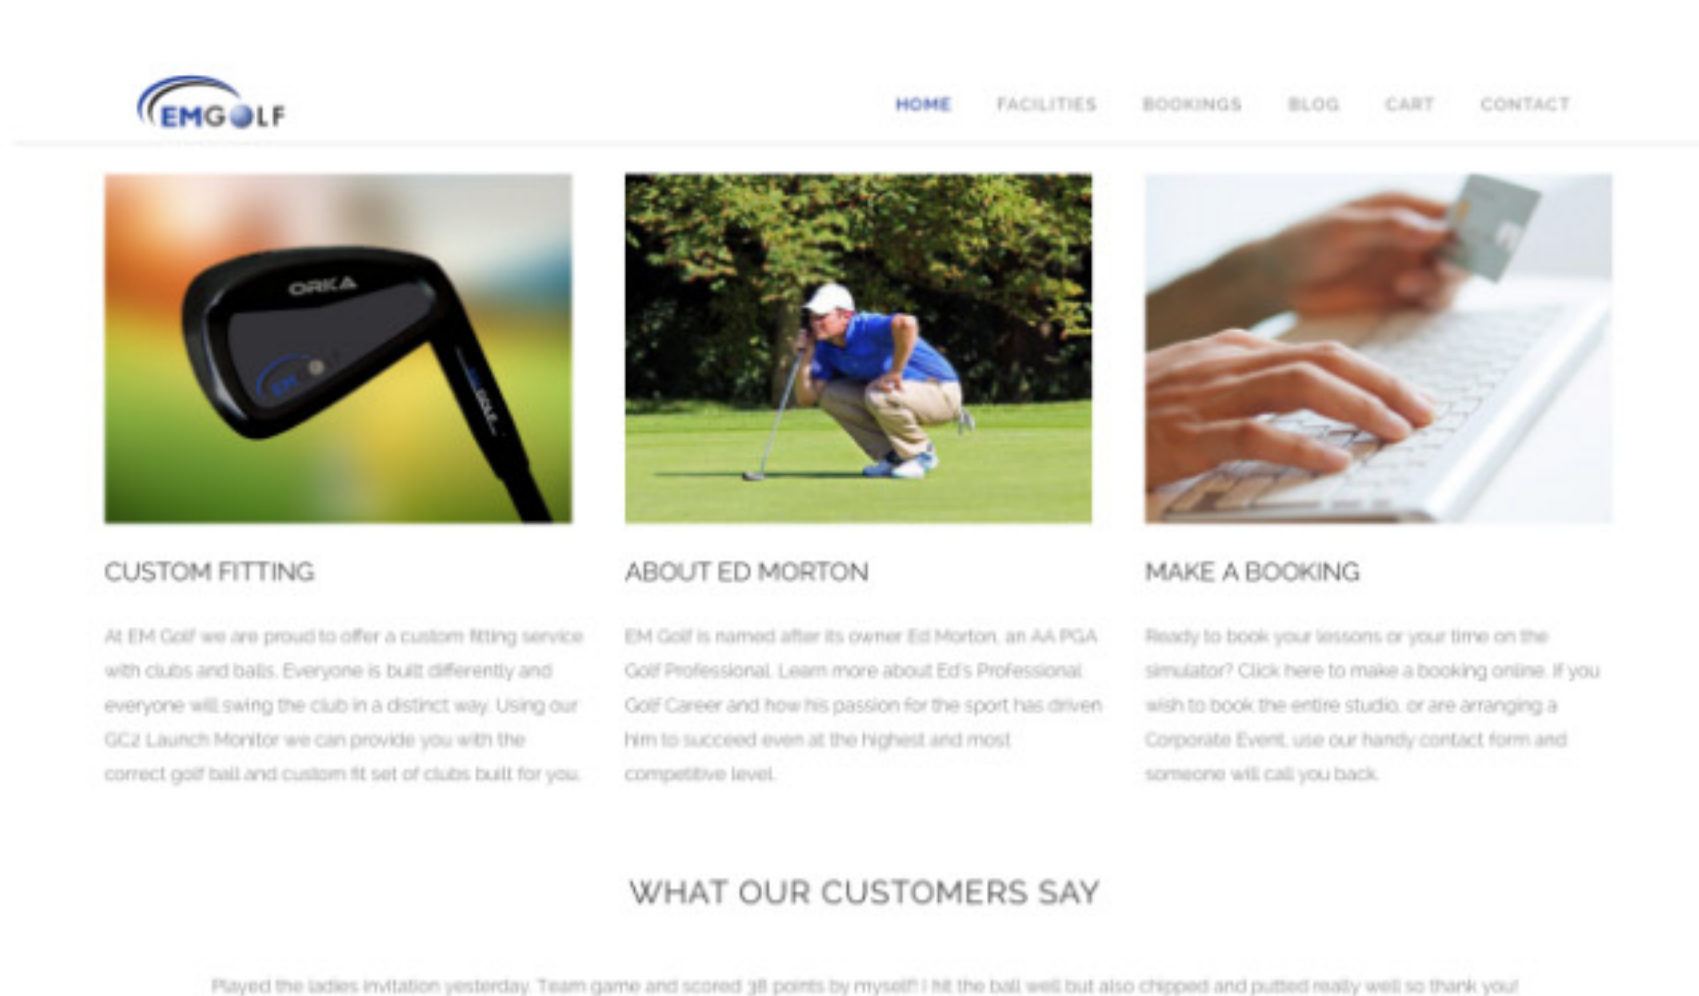 EMGOLF
HOME FACILITIES BOOKINGS BLOG CART CONTACT
ORKA
EM
GOLF
CUSTOM FITTING
At EM Golf we are proud to offer a custom fitting service
with clubs and balls. Everyone is built differently and
everyone will swing the club in a distinct way. Using our
GC2 Launch Monitor we can provide you with the
correct golf ball and custom fit set of clubs built for you.
ABOUT ED MORTON
EM Golf is named after its owner Ed Morton, an AA PGA
Golf Professional. Learn more about Ed's Professional
Golf Career and how his passion for the sport has driven
him to succeed even at the highest and most
competitive level.
MAKE A BOOKING
Ready to book your lessons or your time on the
simulator? Click here to make a booking online. If you
wish to book the entire studio, or are arranging a
Corporate Event, use our handy contact form and
someone will call you back.
WHAT OUR CUSTOMERS SAY
Played the ladies invitation yesterday. Team game and scored 38 points by myself! I hit the ball well but also chipped and putted really well so thank you!